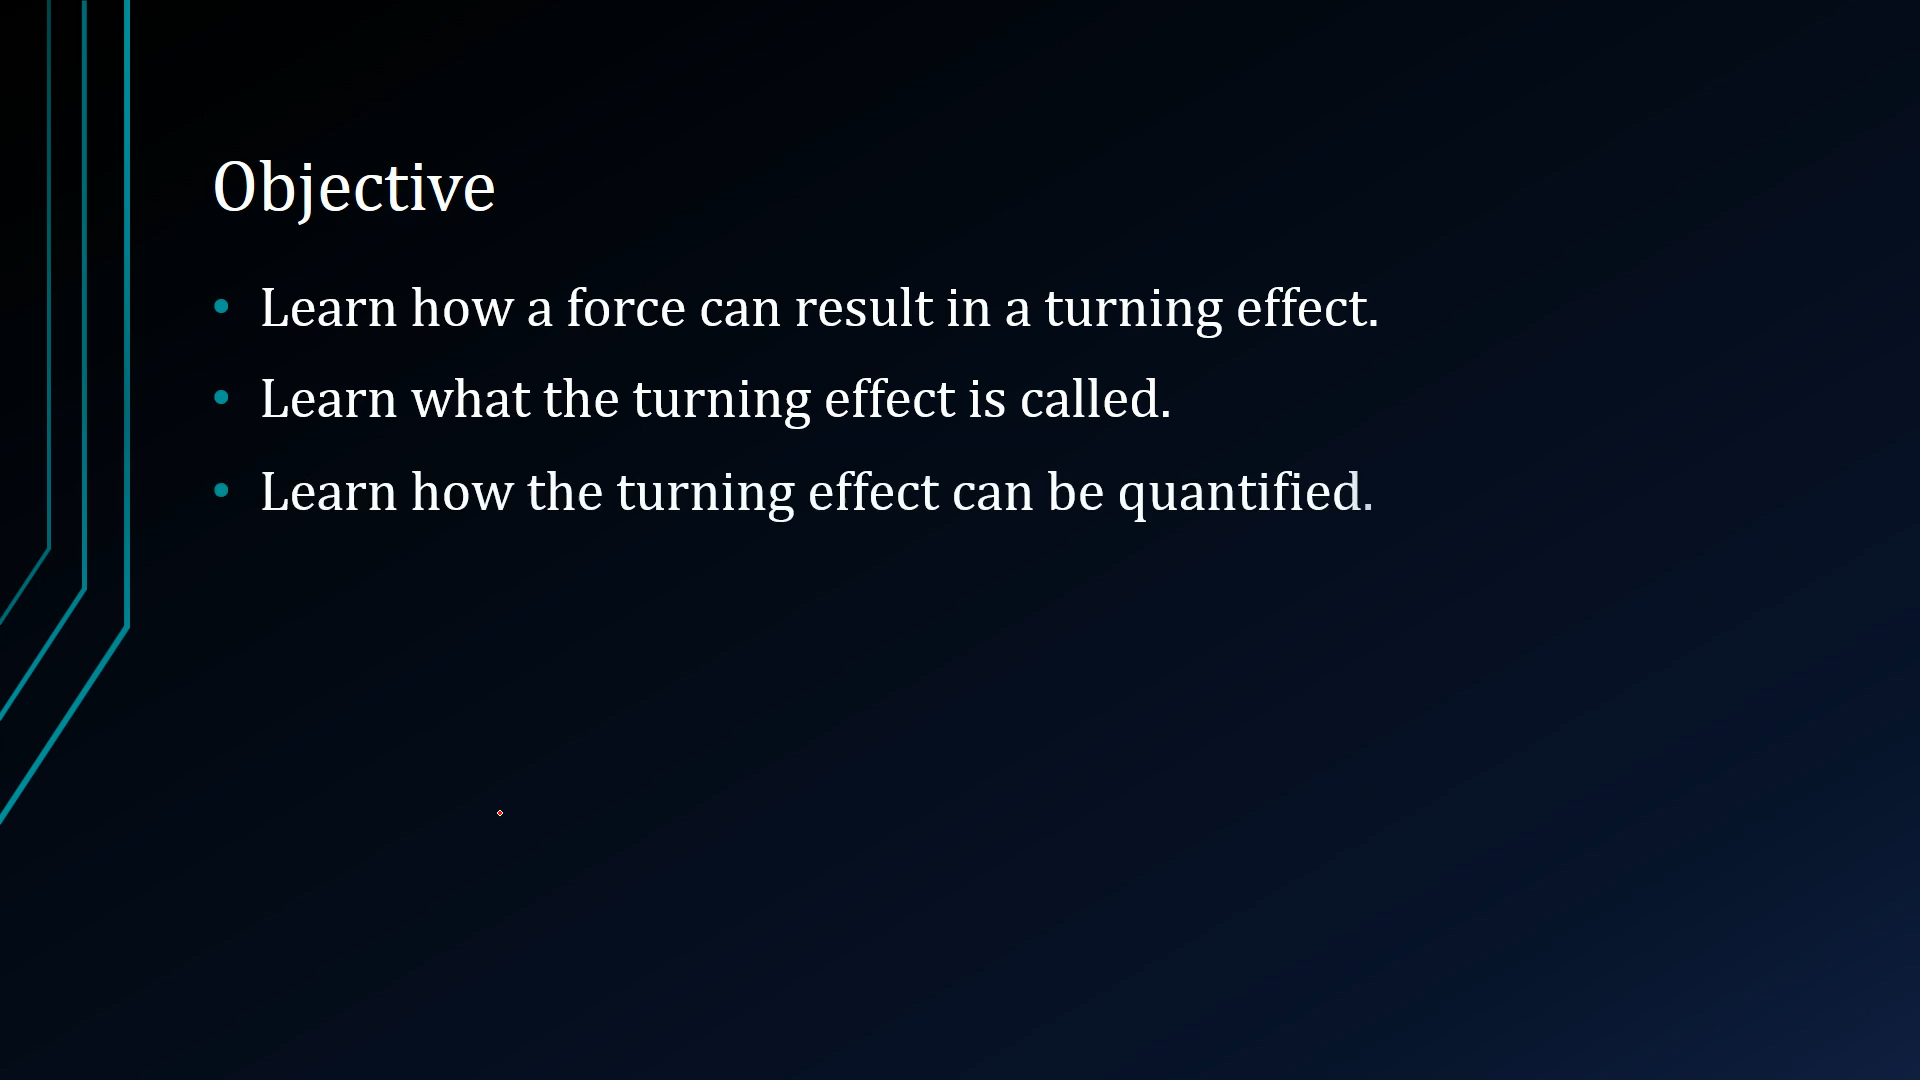 Objective
• Learn how a force can result in a turning effect.
• Learn what the turning effect is called.
• Learn how the turning effect can be quantified.